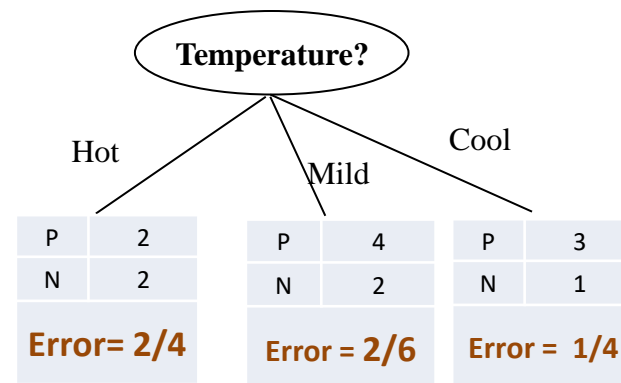 Temperature?
Hot
Mild
Cool
P 2
N 2
Error= 2/4
P 4
N 2
Error = 2/6
P 3
N 1
Error = 1/4